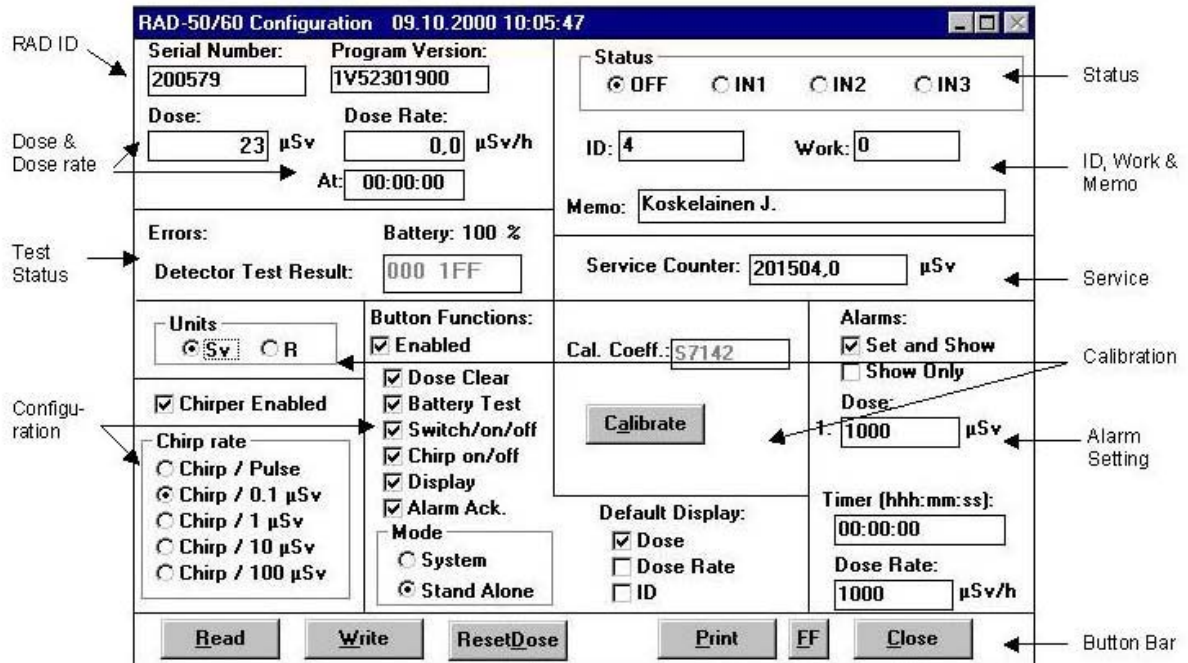 RAD-50/60 Configuration 09.10.2000 10:05:47
RAD ID
Serial Number: Program Version:
200579 1V52301900
Status
OFF IN1 IN2 IN3
Status
Dose: Dose Rate:
23 µSv 0,0 µSv/h
At: 00:00:00
Dose &
Dose rate
ID: 4 Work: 0
Memo: Koskelainen J.
ID, Work &
Memo
Errors: Battery: 100 %
Detector Test Result: 000 1FF
Test
Status
Service Counter: 201504,0 µSv
Service
Units
Sv R
Chirper Enabled
Chirp rate
Chirp / Pulse
Chirp / 0.1 µSv
Chirp / 1 µSv
Chirp / 10 µSv
Chirp / 100 µSv
Configu-
ration
Button Functions:
Enabled
Dose Clear
Battery Test
Switch/on/off
Chirp on/off
Display
Alarm Ack.
Mode
System
Stand Alone
Cal. Coeff.: S7142
Calibrate
Default Display:
Dose
Dose Rate
ID
Alarms:
Set and Show
Show Only
Dose:
1. 1000 µSv
Timer (hhh:mm:ss):
00:00:00
Dose Rate:
1000 µSv/h
Calibration
Alarm
Setting
Read Write ResetDose Print FF Close
Button Bar